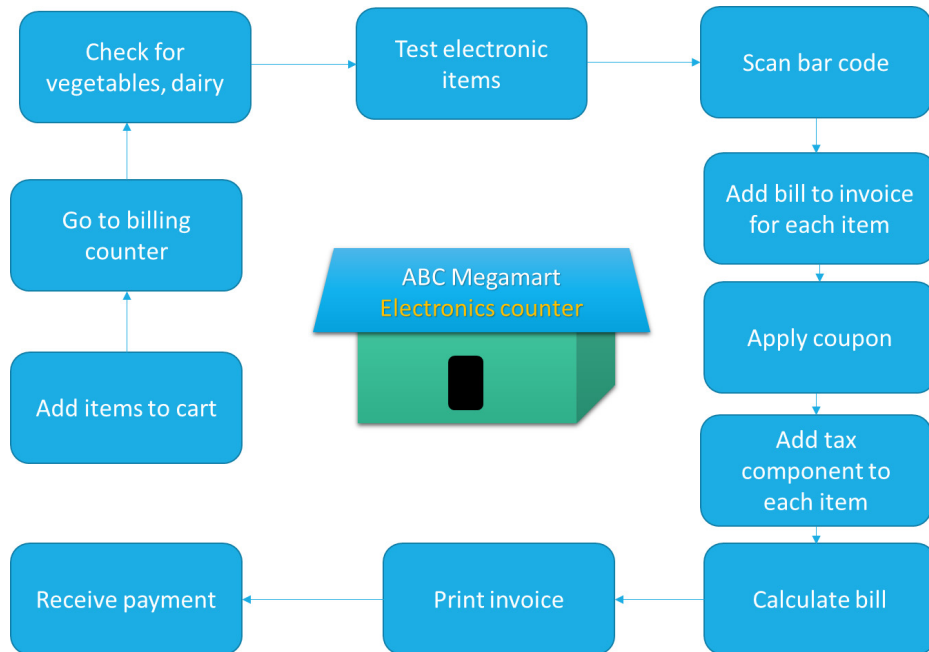 Check for
vegetables, dairy
Test electronic
items
Scan bar code
Go to billing
counter
Add bill to invoice
for each item
ABC Megamart
Electronics counter
Apply coupon
Add items to cart
Add tax
component to
each item
Receive payment
Print invoice
Calculate bill